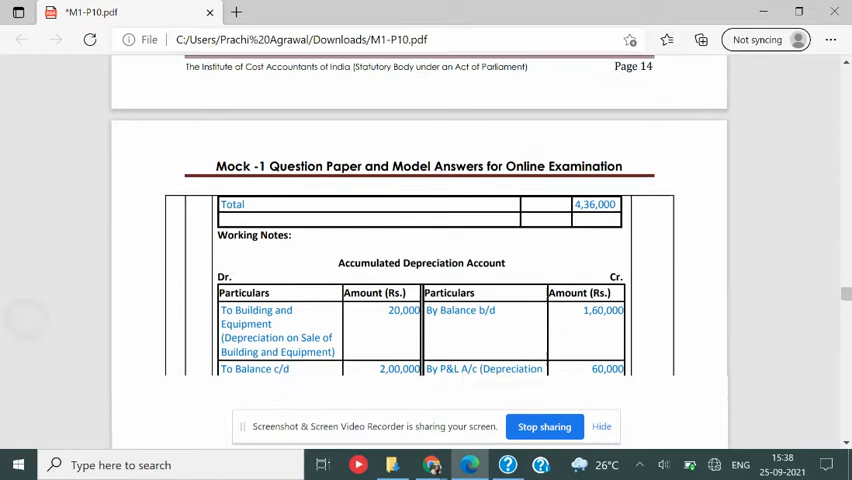 *M1-P10.pdf
File
C:/Users/Prachi%20Agrawal/Downloads/M1-P10.pdf
Not syncing
The Institute of Cost Accountants of India (Statutory Body under an Act of Parliament)
Page 14
Mock -1 Question Paper and Model Answers for Online Examination
Total 4,36,000
Working Notes:
Accumulated Depreciation Account
Dr. Cr.
Particulars Amount (Rs.) Particulars Amount (Rs.)
To Building and 20,000 By Balance b/d 1,60,000
Equipment
(Depreciation on Sale of
Building and Equipment)
To Balance c/d 2,00,000 By P&L A/c (Depreciation 60,000
Screenshot & Screen Video Recorder is sharing your screen.
Stop sharing
Hide
Type here to search
26°C
ENG
15:38
25-09-2021